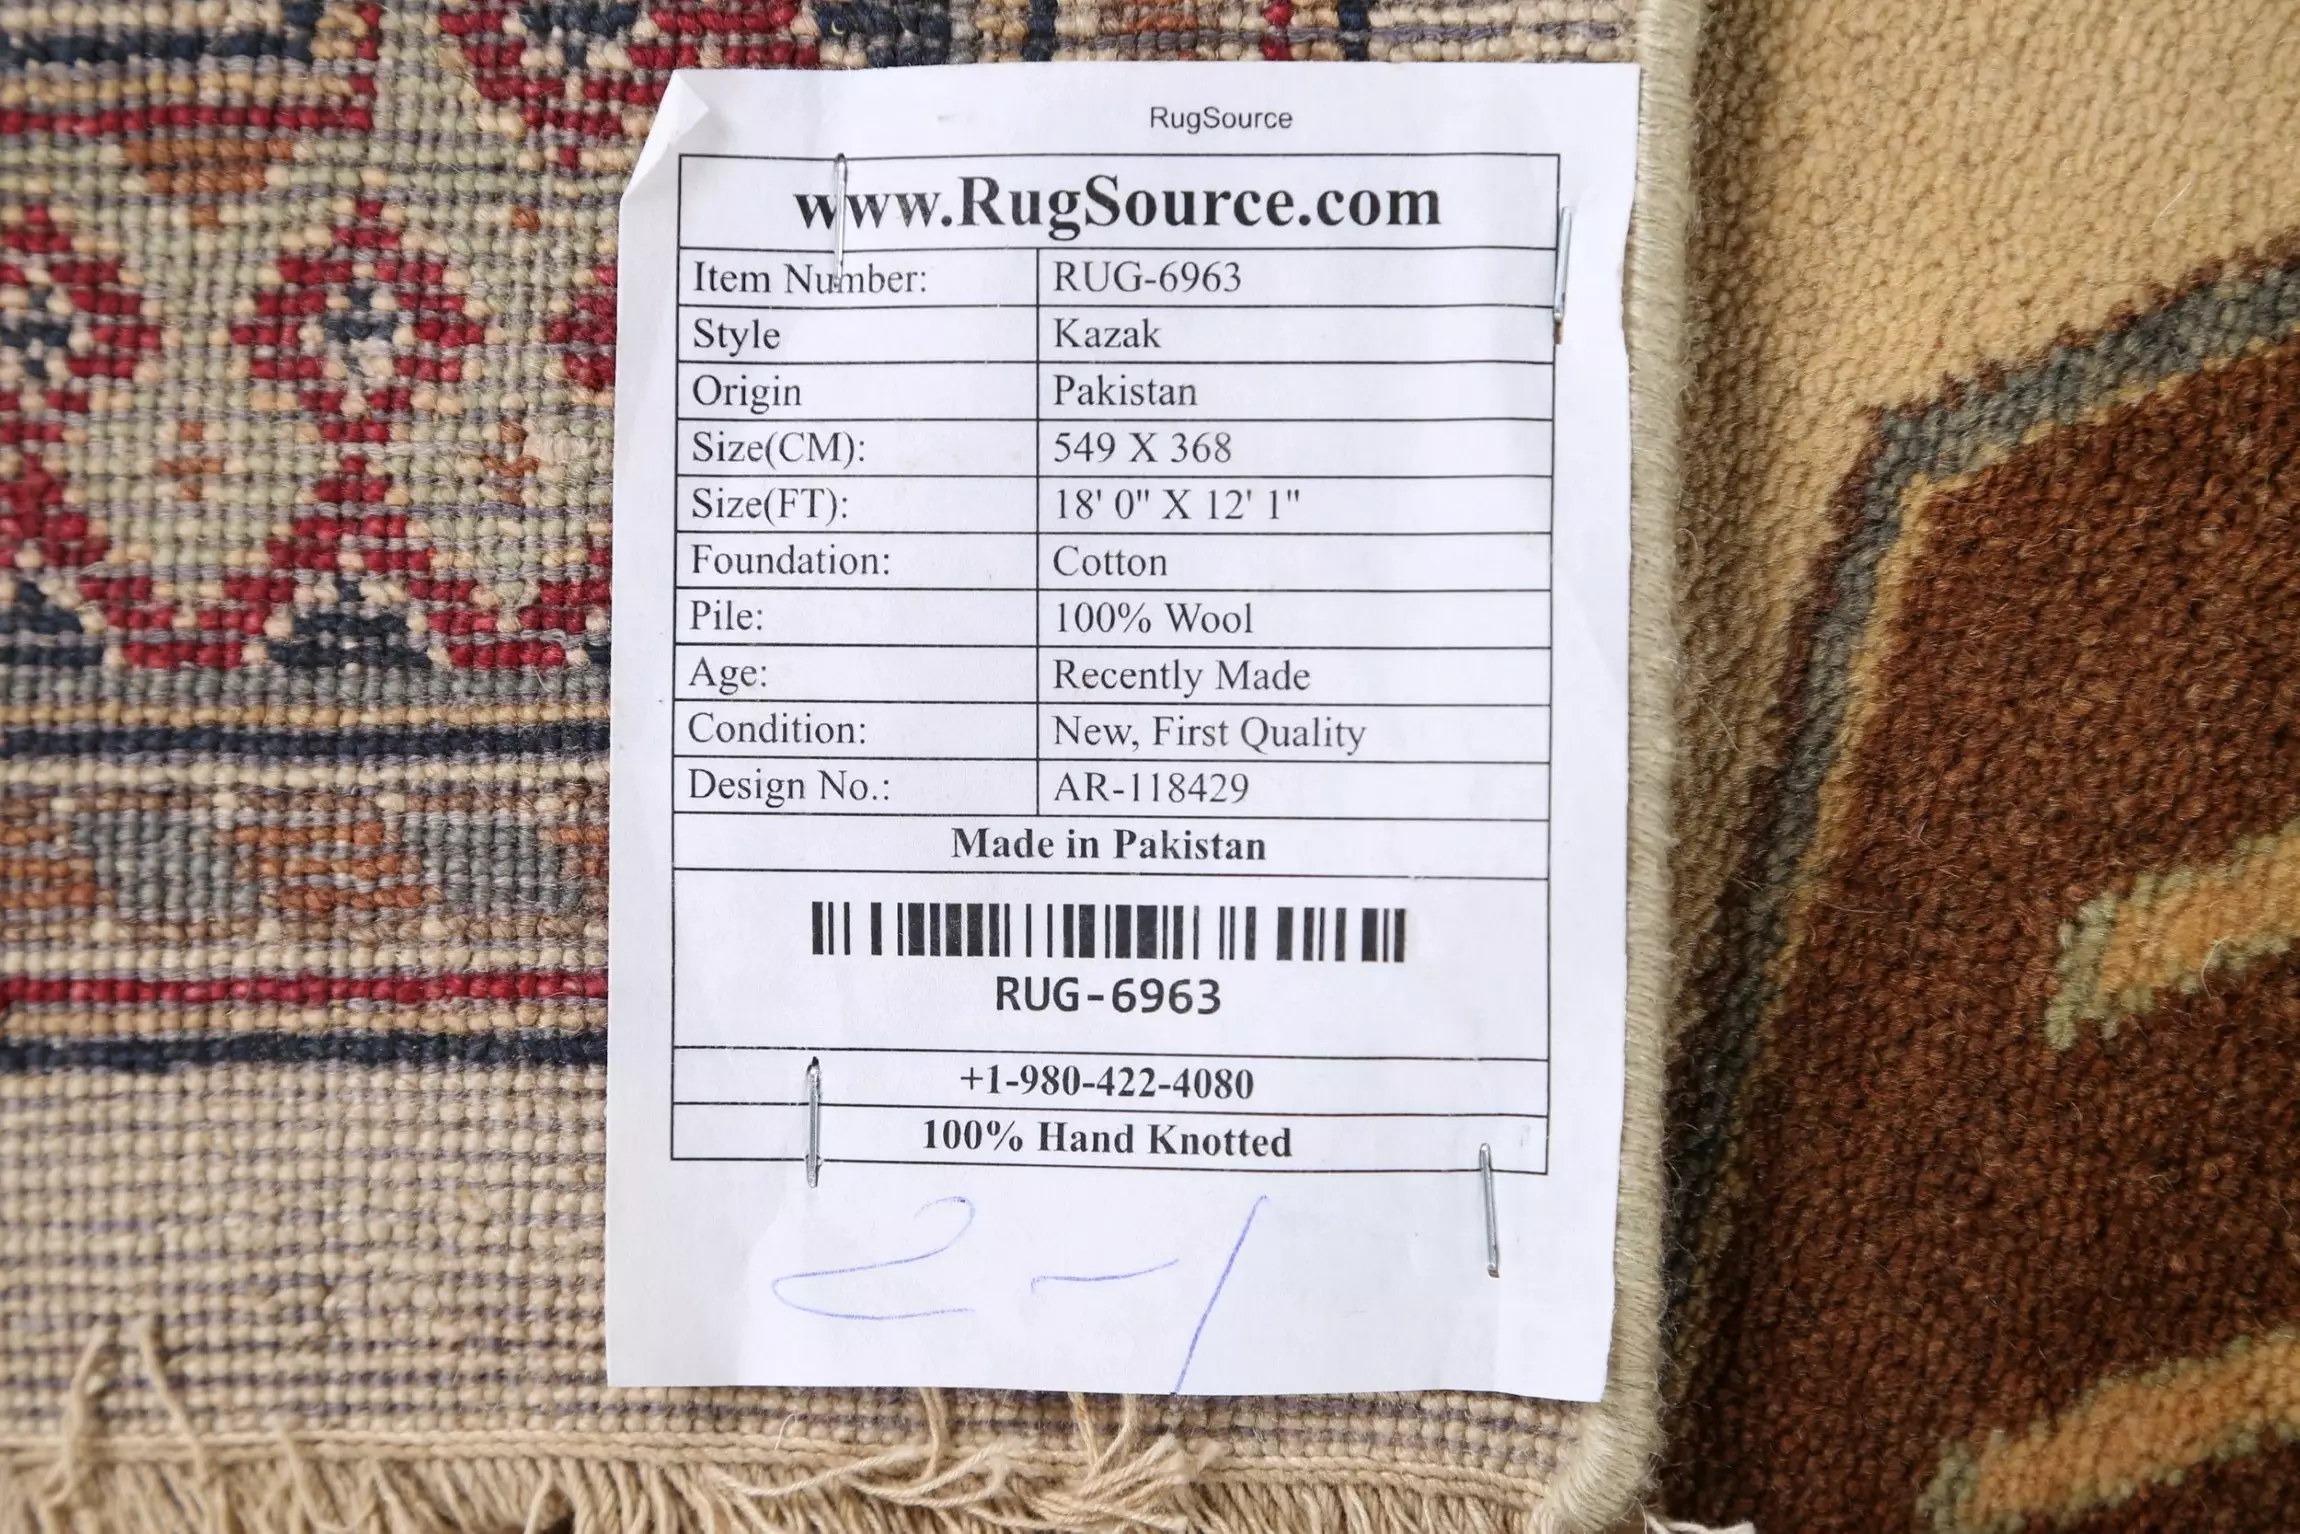 RugSource
www.RugSource.com
Item Number: RUG-6963
Style Kazak
Origin Pakistan
Size(CM): 549 X 368
Size(FT): 18' 0" X 12' 1"
Foundation: Cotton
Pile: 100% Wool
Age: Recently Made
Condition: New, First Quality
Design No.: AR-118429
Made in Pakistan
RUG-6963
+1-980-422-4080
100% Hand Knotted
2-1